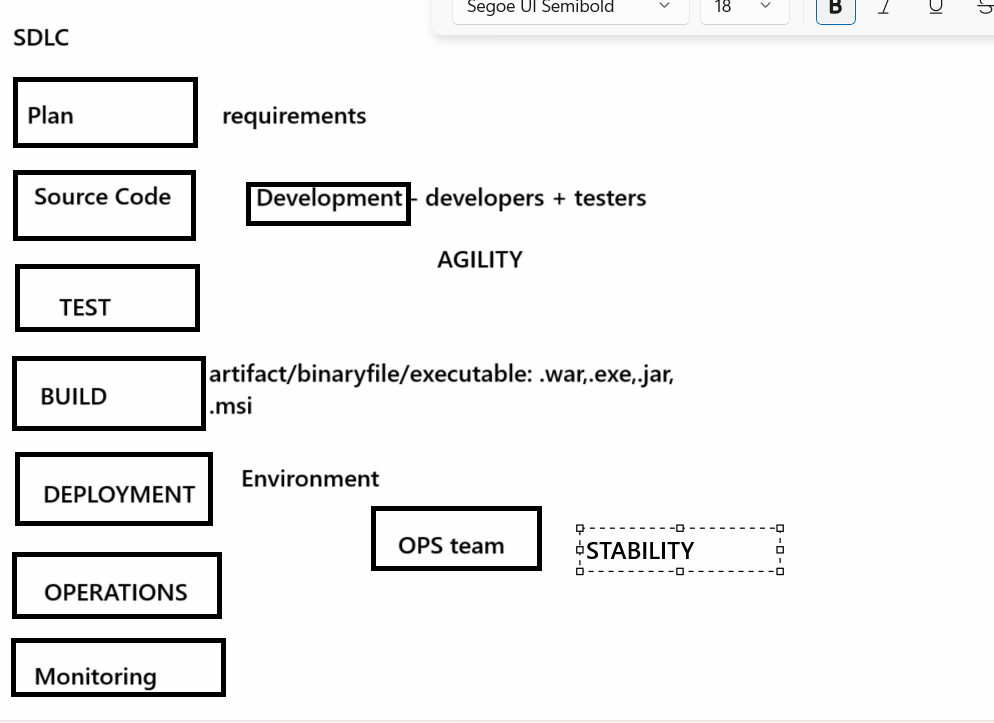 Segoe UI Semibold 18 B I U S
SDLC
Plan requirements
Source Code Development - developers + testers
AGILITY
TEST
artifact/binaryfile/executable: .war,.exe,.jar,
BUILD .msi
Environment
DEPLOYMENT
OPS team STABILITY
OPERATIONS
Monitoring